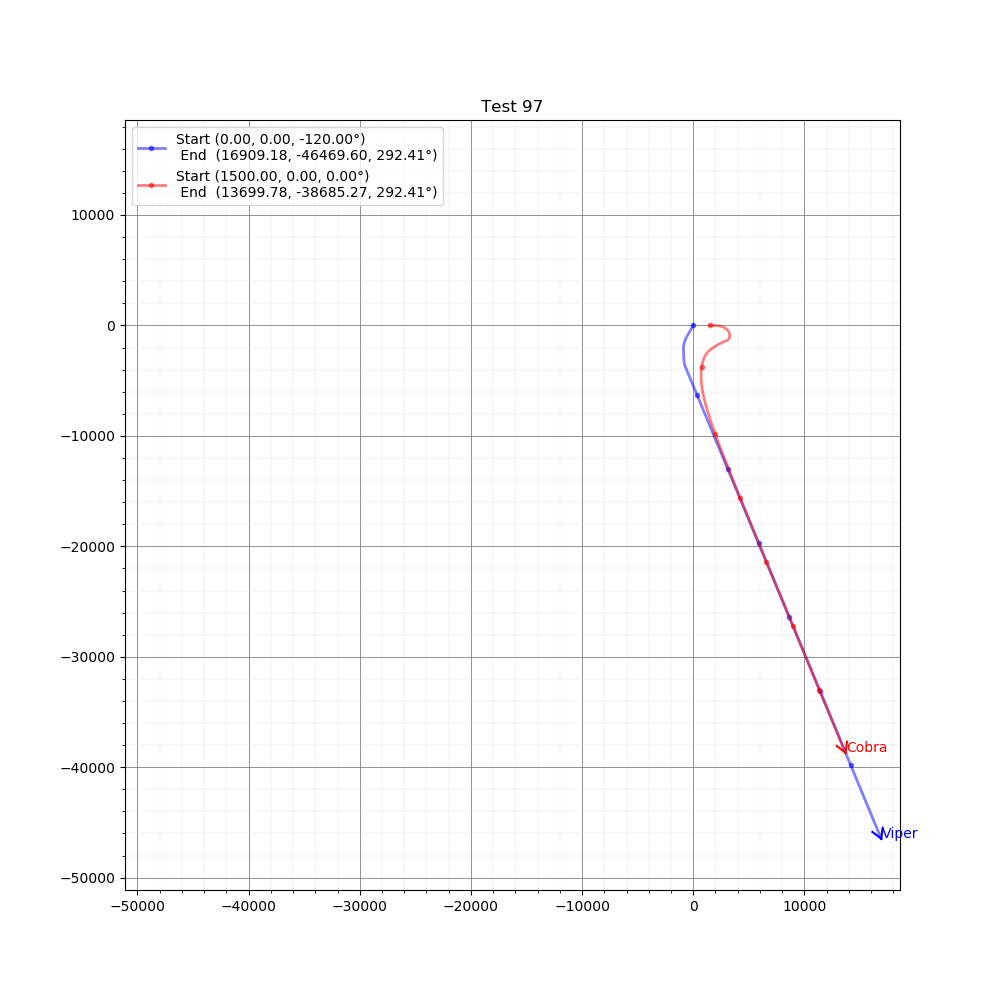 Test 97
Start (0.00, 0.00, -120.00°)
End (16909.18, -46469.60, 292.41°)
Start (1500.00, 0.00, 0.00°)
End (13699.78, -38685.27, 292.41°)
10000
0
−10000
−20000
−30000
−40000
−50000
Cobra
Viper
−50000 −40000 −30000 −20000 −10000 0 10000